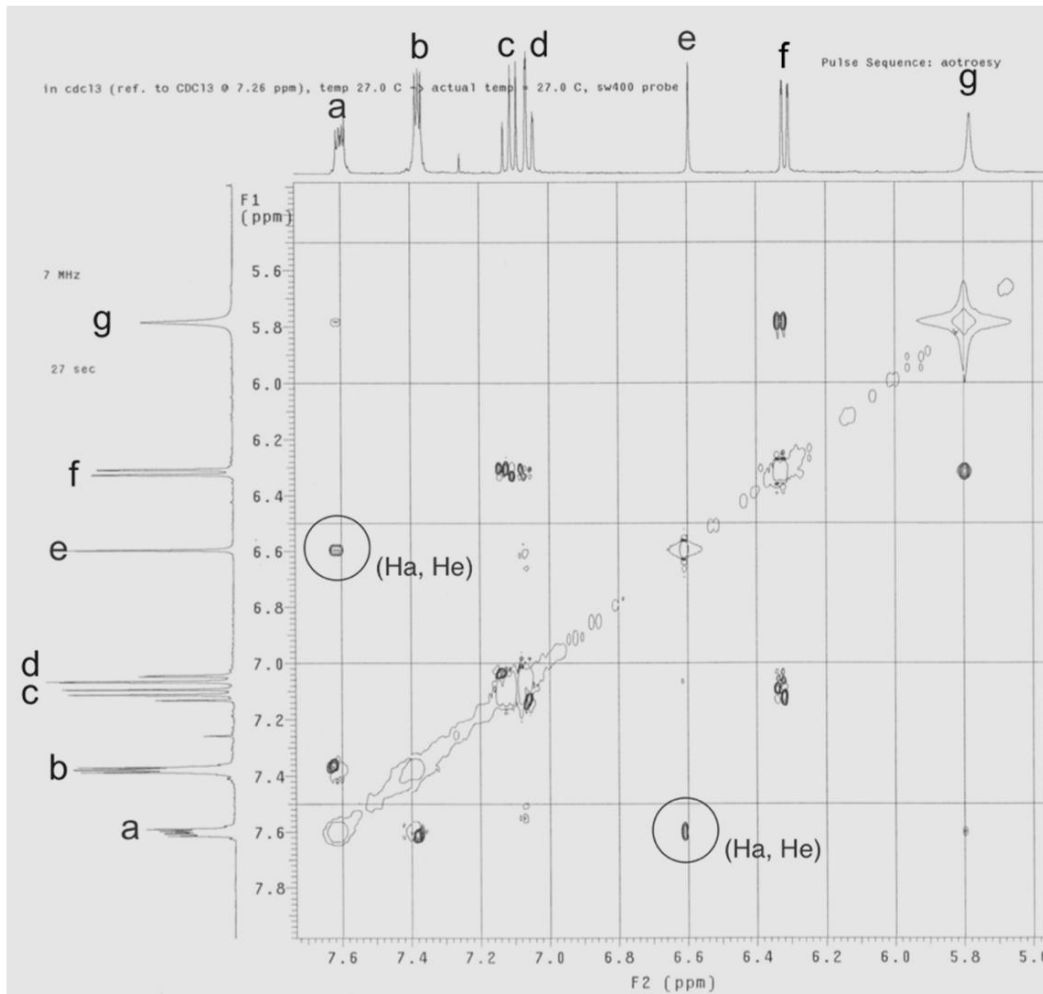 e
b
c d
f
Pulse Sequence: aotroesy
g
in cdcl3 (ref. to CDCl3 @ 7.26 ppm), temp 27.0 C -> actual temp = 27.0 C, sw400 probe
a
F1
(ppm)
7 MHz
5.6
g
5.8
27 sec
6.0
6.2
f
6.4
e
6.6
(Ha, He)
6.8
d
7.0
c
7.2
b
7.4
a
7.6
(Ha, He)
7.8
7.6 7.4 7.2 7.0 6.8 6.6 6.4 6.2 6.0 5.8 5.6
F2 (ppm)